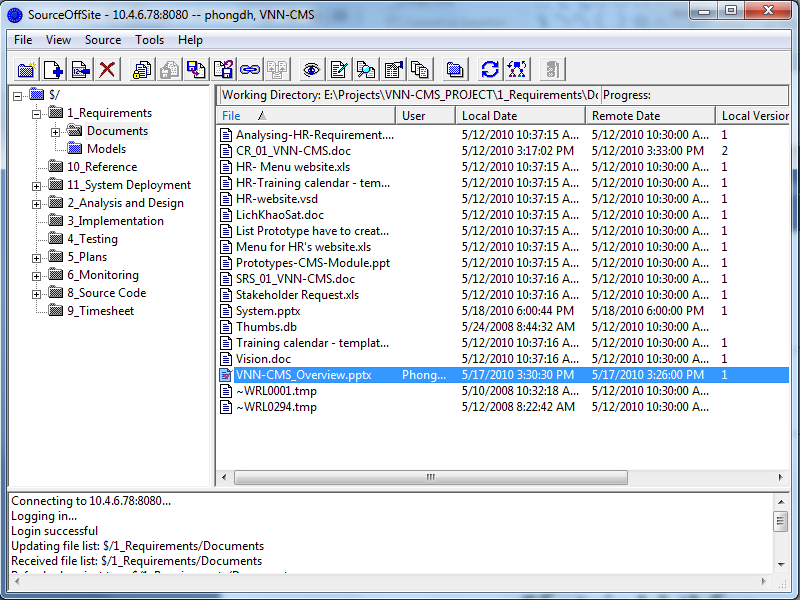 SourceOffSite - 10.4.6.78:8080 -- phongdh, VNN-CMS
File View Source Tools Help
Working Directory: E:\Projects\VNN-CMS_PROJECT\1_Requirements\Do Progress:
File User Local Date Remote Date Local Version
$/
1_Requirements
Documents
Models
10_Reference
11_System Deployment
2_Analysis and Design
3_Implementation
4_Testing
5_Plans
6_Monitoring
8_Source Code
9_Timesheet
Analysing-HR-Requirement.... 5/12/2010 10:37:15 A... 5/12/2010 10:30:00 A... 1
CR_01_VNN-CMS.doc 5/12/2010 3:17:02 PM 5/12/2010 3:33:00 PM 2
HR- Menu website.xls 5/12/2010 10:37:15 A... 5/12/2010 10:30:00 A... 1
HR-Training calendar - tem... 5/12/2010 10:37:15 A... 5/12/2010 10:30:00 A... 1
HR-website.vsd 5/12/2010 10:37:15 A... 5/12/2010 10:30:00 A... 1
LichKhaoSat.doc 5/12/2010 10:37:15 A... 5/12/2010 10:30:00 A... 1
List Prototype have to creat... 5/12/2010 10:37:15 A... 5/12/2010 10:30:00 A... 1
Menu for HR's website.xls 5/12/2010 10:37:15 A... 5/12/2010 10:30:00 A... 1
Prototypes-CMS-Module.ppt 5/12/2010 10:37:15 A... 5/12/2010 10:30:00 A... 1
SRS_01_VNN-CMS.doc 5/12/2010 10:37:16 A... 5/12/2010 10:30:00 A... 1
Stakeholder Request.xls 5/12/2010 10:37:16 A... 5/12/2010 10:30:00 A... 1
System.pptx 5/18/2010 6:00:44 PM 5/18/2010 6:00:00 PM 1
Thumbs.db 5/24/2008 8:44:32 AM 5/12/2010 10:30:00 A...
Training calendar - templat... 5/12/2010 10:37:16 A... 5/12/2010 10:30:00 A... 1
Vision.doc 5/12/2010 10:37:16 A... 5/12/2010 10:30:00 A... 1
VNN-CMS_Overview.pptx Phong... 5/17/2010 3:30:30 PM 5/17/2010 3:26:00 PM 1
~WRL0001.tmp 5/10/2008 10:32:18 A... 5/12/2010 10:30:00 A...
~WRL0294.tmp 5/12/2008 8:22:42 AM 5/12/2010 10:30:00 A...
Connecting to 10.4.6.78:8080...
Logging in...
Login successful
Updating file list: $/1_Requirements/Documents
Received file list: $/1_Requirements/Documents